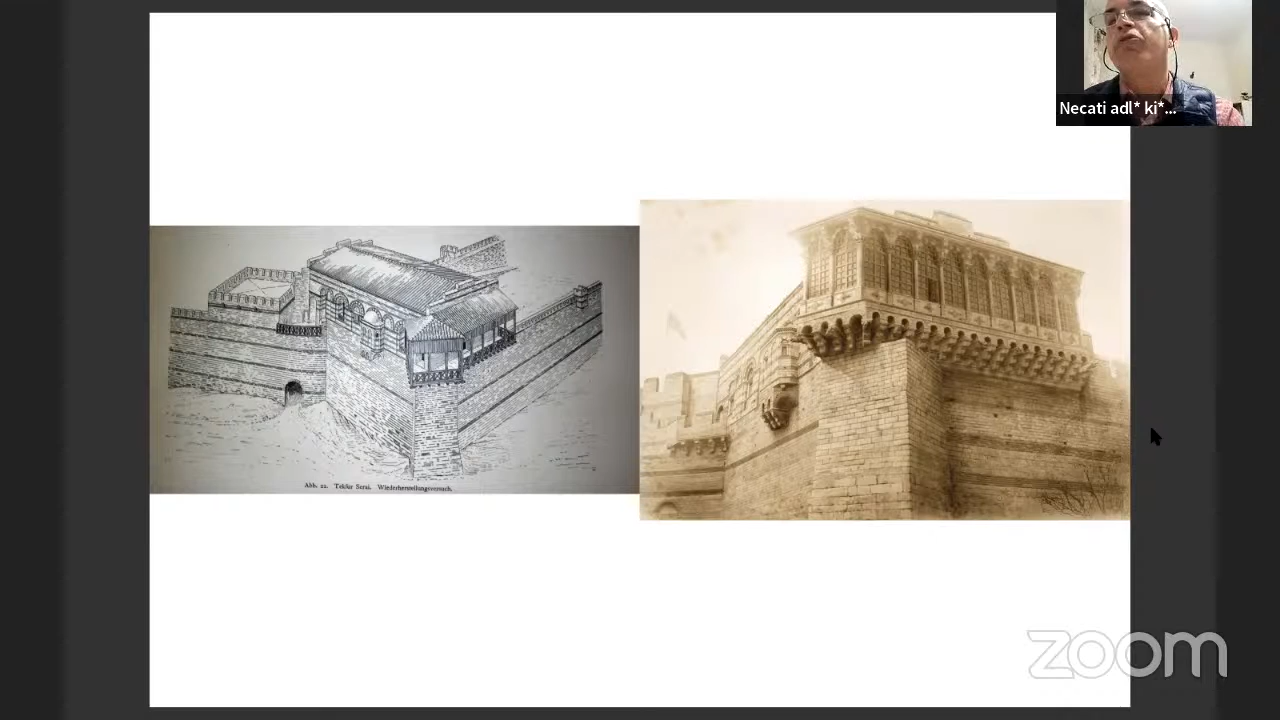 Necati adl* ki*...
Abb. 22. Tekfur Serai. Wiederherstellungsversuch.
zoom